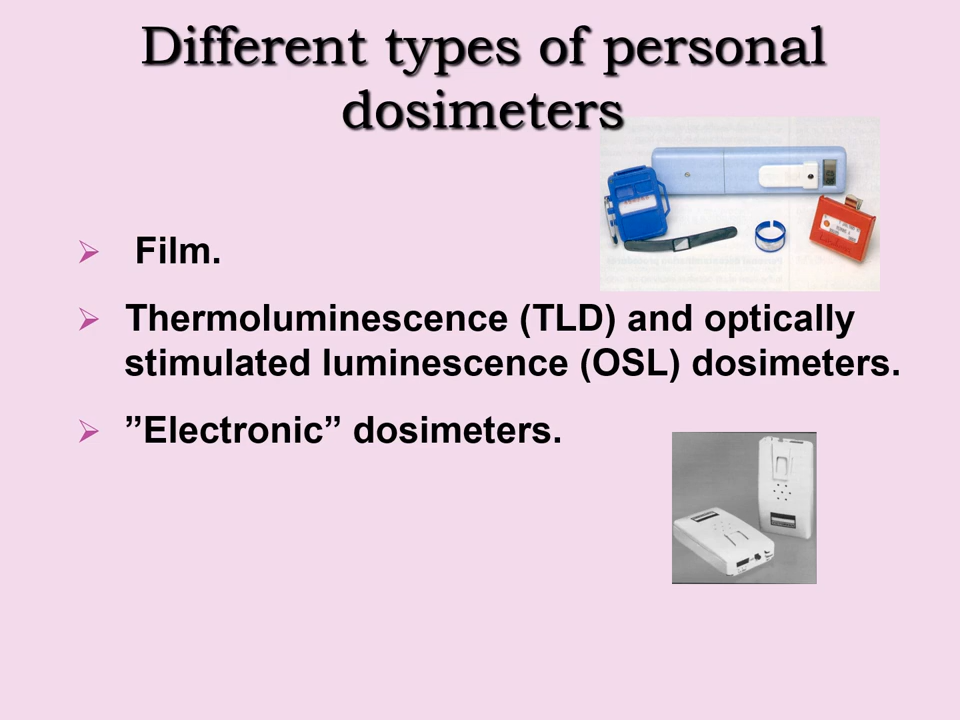 Different types of personal
dosimeters
➢ Film.
➢ Thermoluminescence (TLD) and optically
stimulated luminescence (OSL) dosimeters.
➢ ”Electronic” dosimeters.